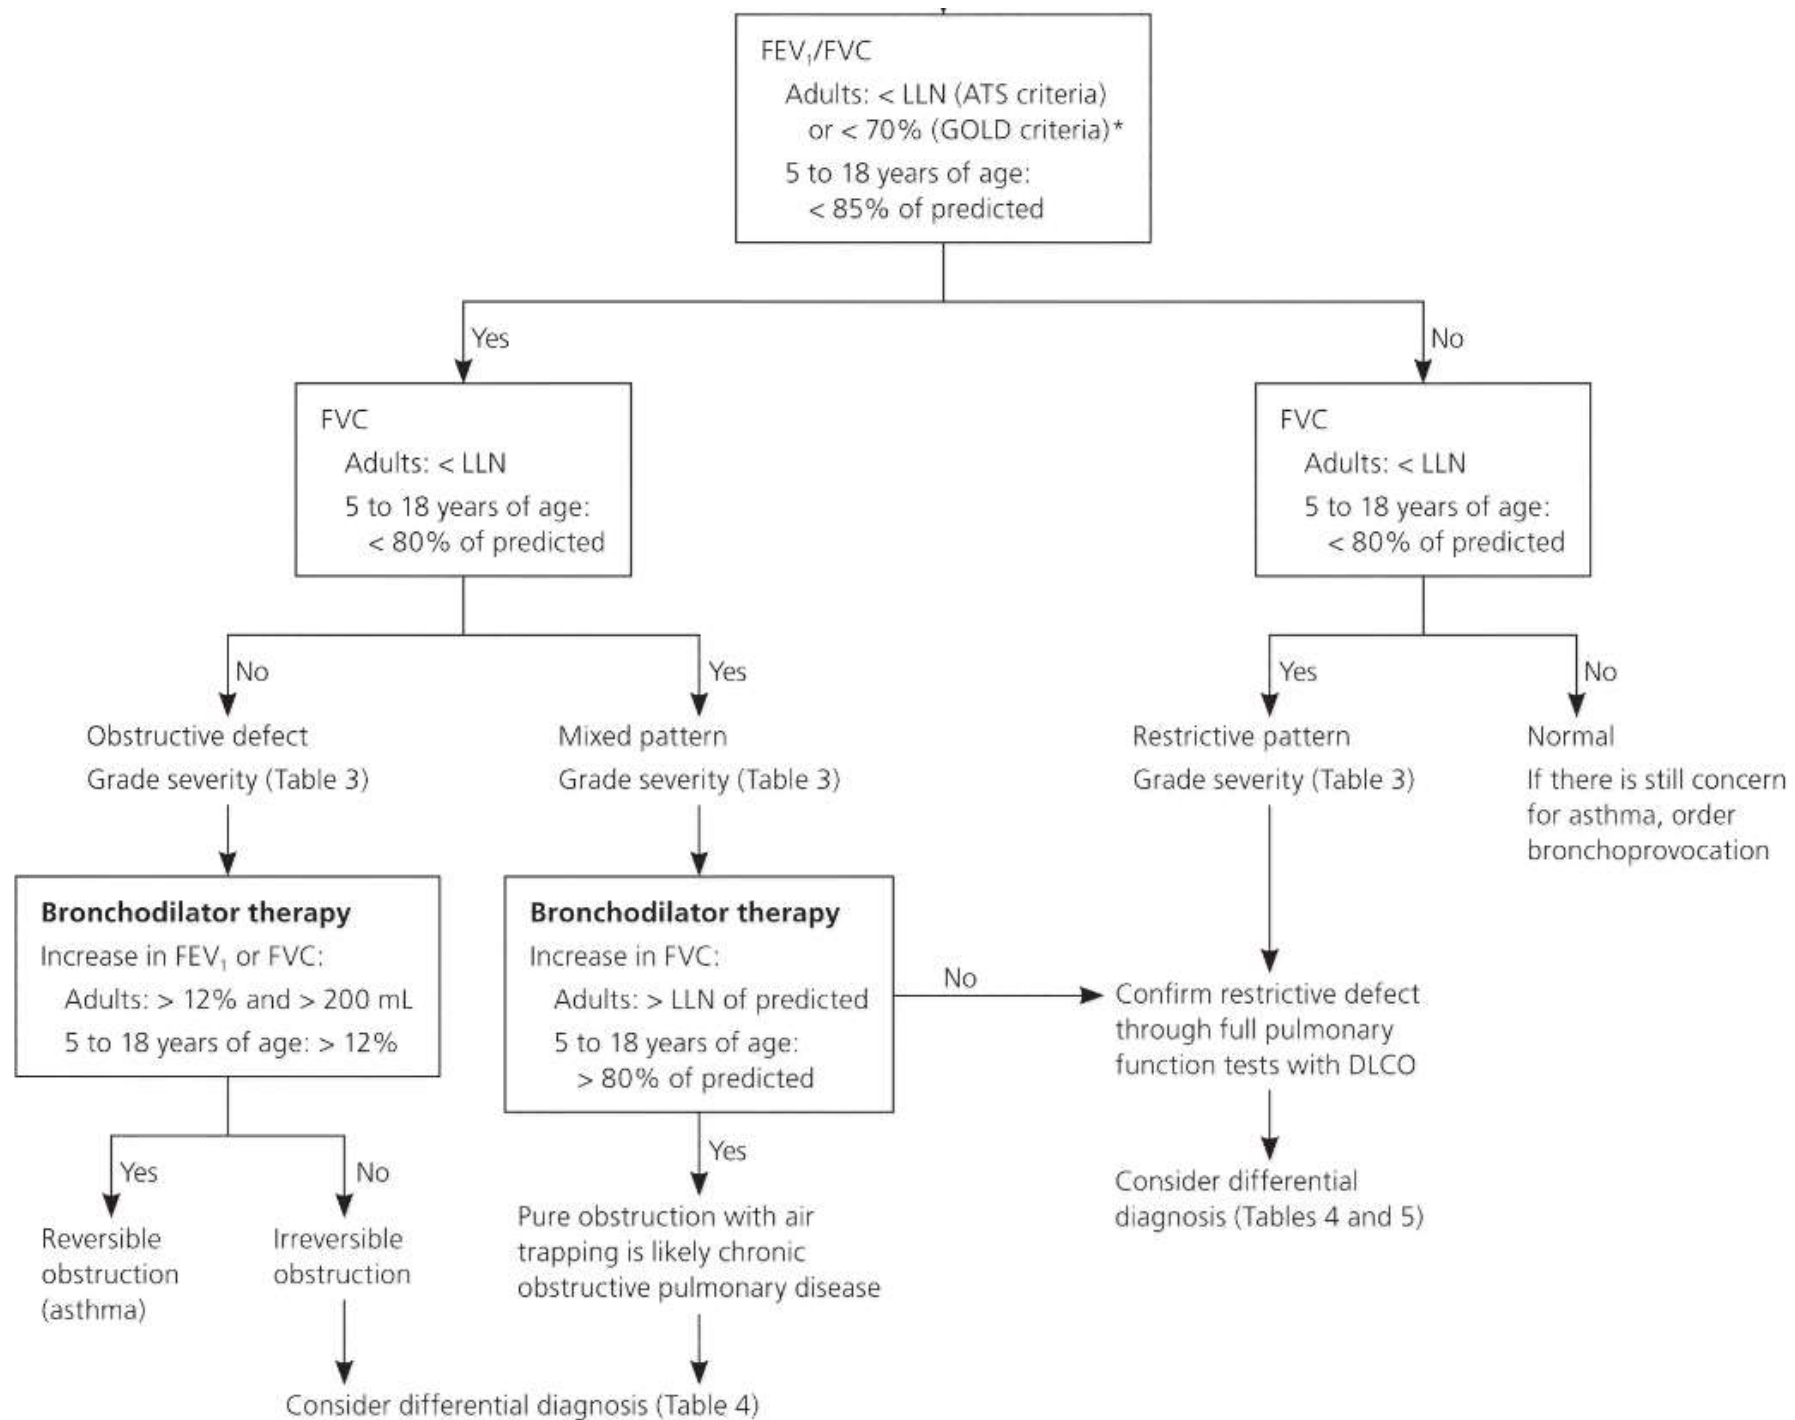 FEV₁/FVC
Adults: < LLN (ATS criteria)
or < 70% (GOLD criteria)*
5 to 18 years of age:
< 85% of predicted
Yes
No
FVC
Adults: < LLN
5 to 18 years of age:
< 80% of predicted
FVC
Adults: < LLN
5 to 18 years of age:
< 80% of predicted
No
Yes
Yes
No
Obstructive defect
Grade severity (Table 3)
Mixed pattern
Grade severity (Table 3)
Restrictive pattern
Grade severity (Table 3)
Normal
If there is still concern
for asthma, order
bronchoprovocation
Bronchodilator therapy
Increase in FEV₁ or FVC:
Adults: > 12% and > 200 mL
5 to 18 years of age: > 12%
Bronchodilator therapy
Increase in FVC:
Adults: > LLN of predicted
5 to 18 years of age:
> 80% of predicted
No
Confirm restrictive defect
through full pulmonary
function tests with DLCO
Yes
No
Yes
Reversible
obstruction
(asthma)
Irreversible
obstruction
Pure obstruction with air
trapping is likely chronic
obstructive pulmonary disease
Consider differential
diagnosis (Tables 4 and 5)
Consider differential diagnosis (Table 4)